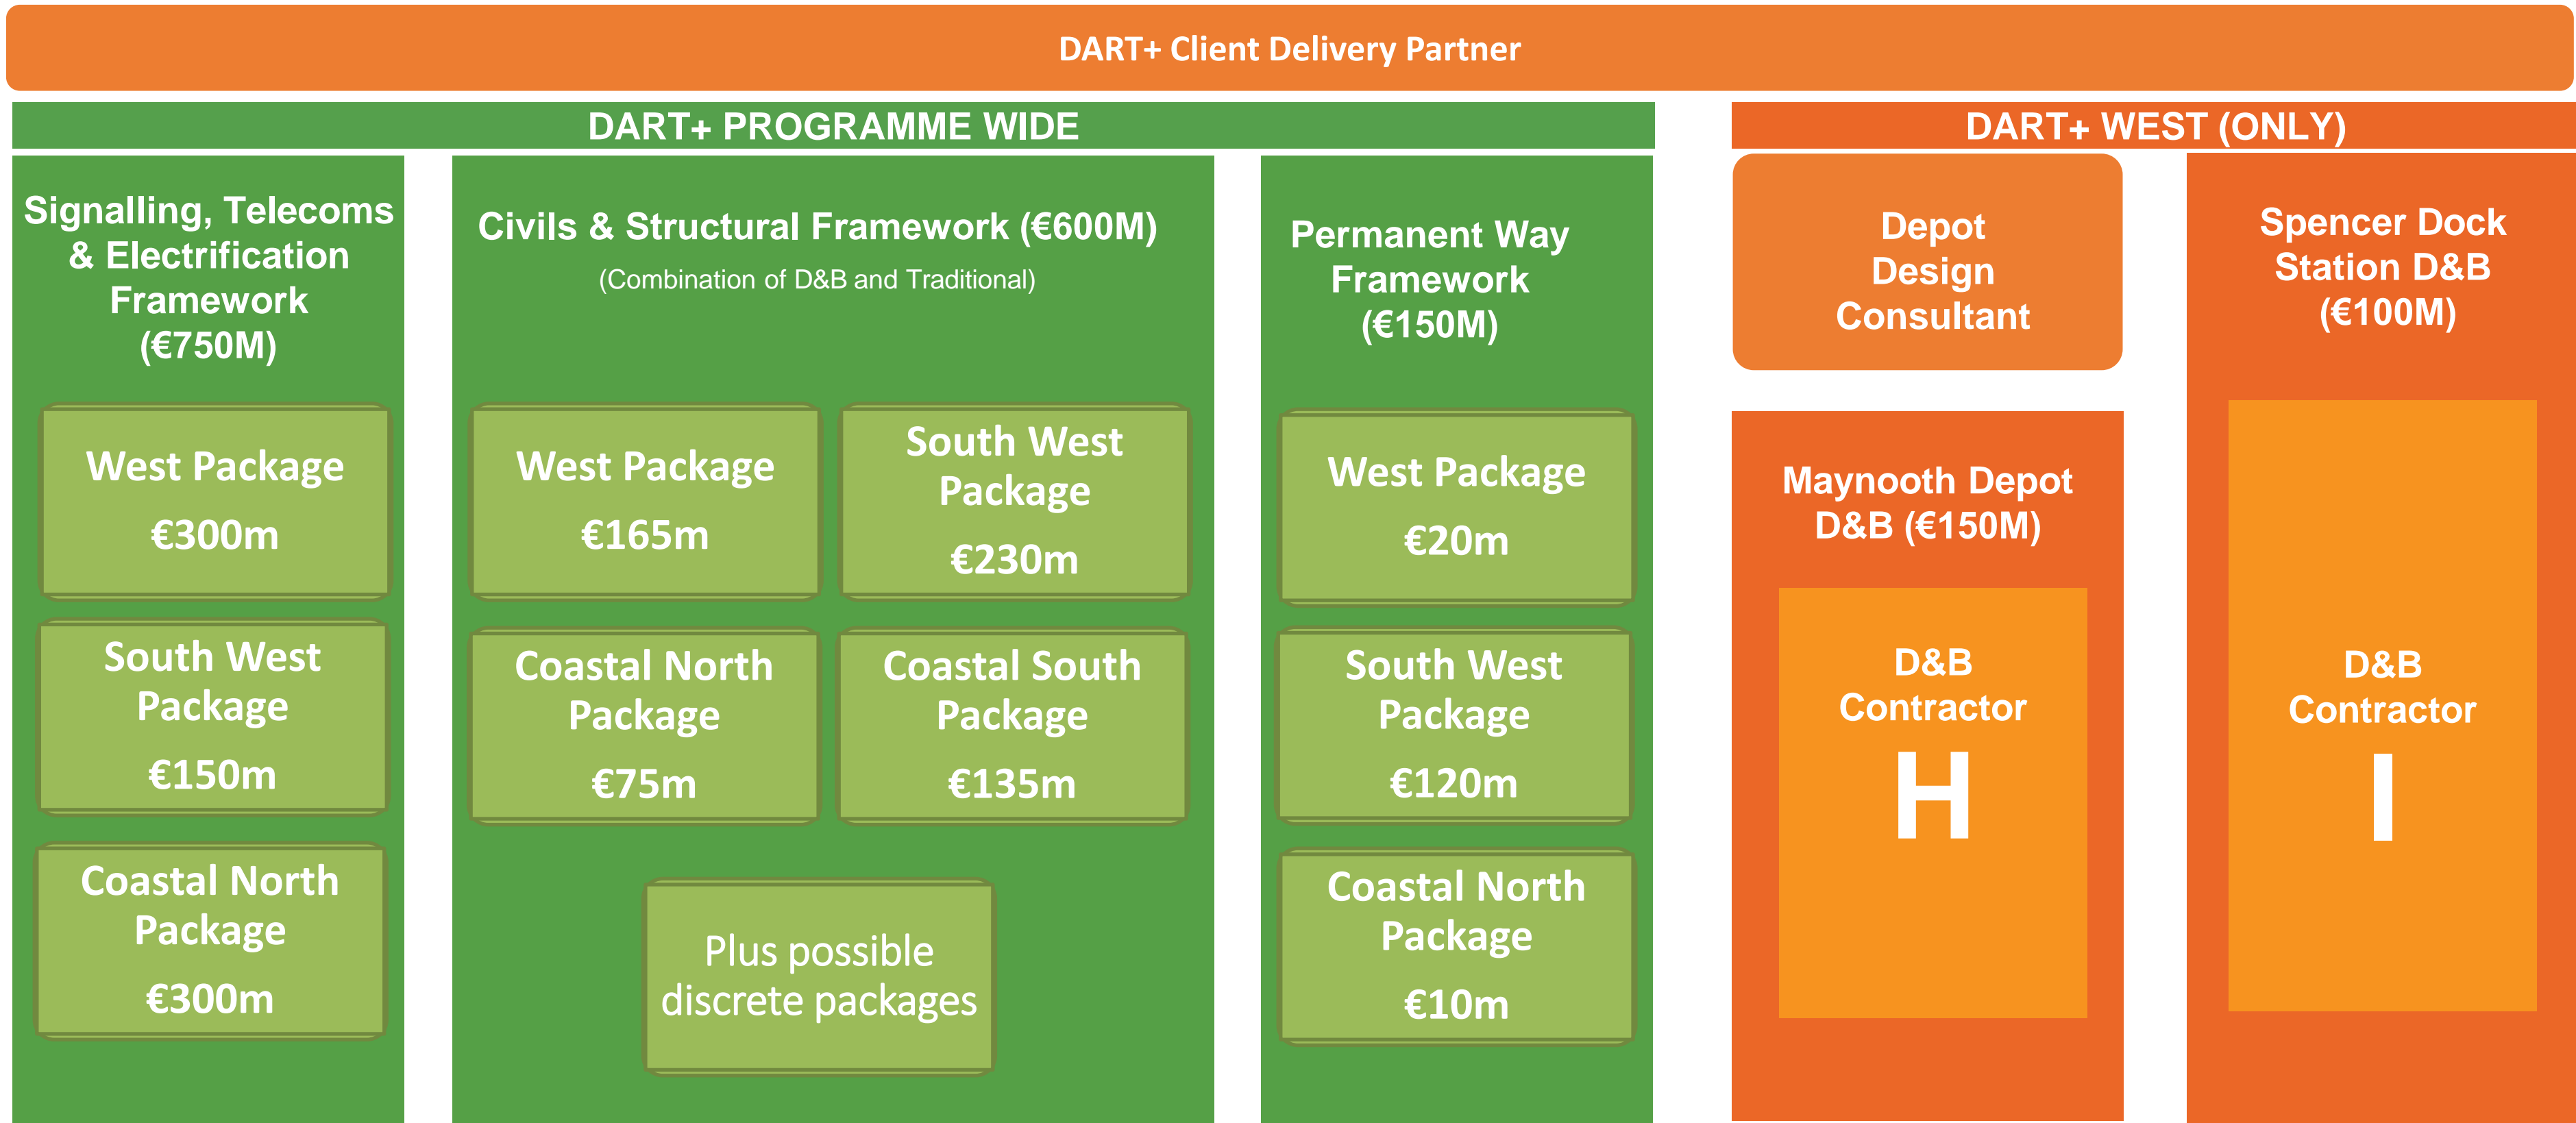 DART+ Client Delivery Partner
DART+ PROGRAMME WIDE
Signalling, Telecoms
& Electrification
Framework
(€750M)
West Package
€300m
South West
Package
€150m
Coastal North
Package
€300m
Civils & Structural Framework (€600M)
(Combination of D&B and Traditional)
West Package
€165m
South West
Package
€230m
Coastal North
Package
€75m
Coastal South
Package
€135m
Plus possible
discrete packages
Permanent Way
Framework
(€150M)
West Package
€20m
South West
Package
€120m
Coastal North
Package
€10m
DART+ WEST (ONLY)
Depot
Design
Consultant
Maynooth Depot
D&B (€150M)
D&B
Contractor
H
Spencer Dock
Station D&B
(€100M)
D&B
Contractor
I